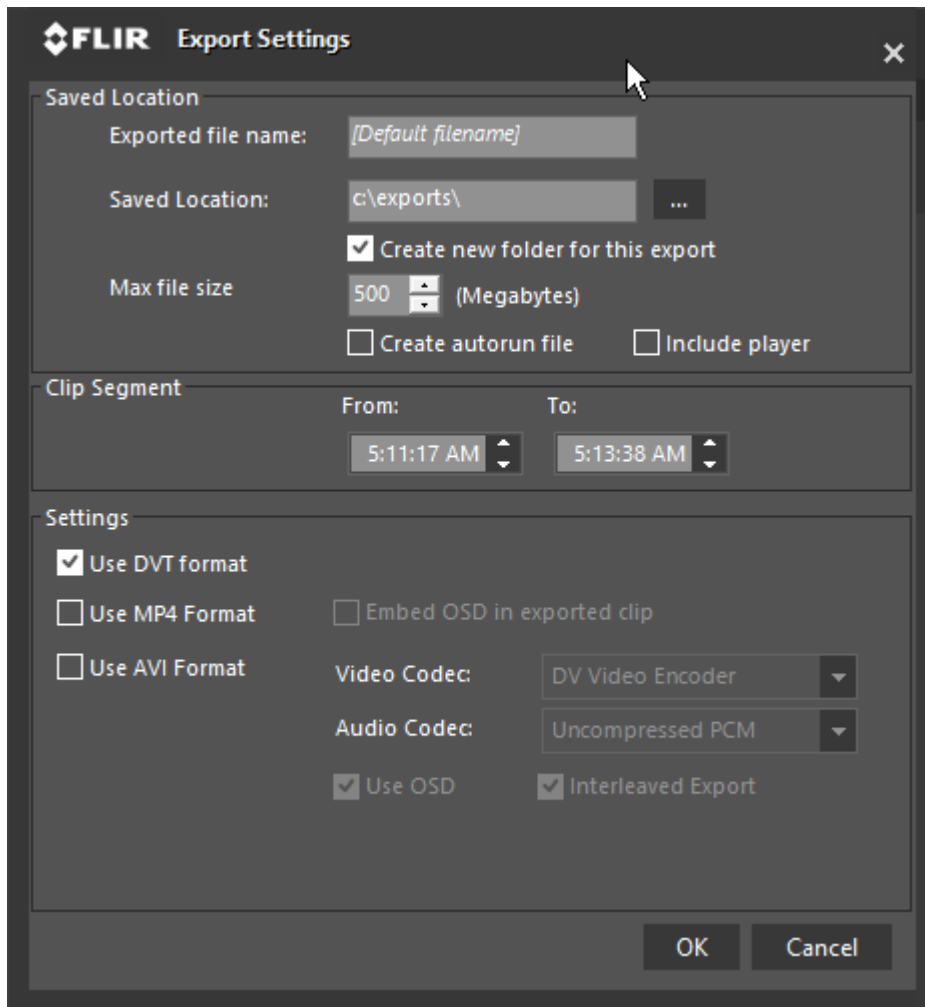 FLIR Export Settings
Saved Location
Exported file name: [Default filename]
Saved Location: c:\exports\ ...
Create new folder for this export
Max file size 500 (Megabytes)
Create autorun file Include player
Clip Segment
From: To:
5:11:17 AM 5:13:38 AM
Settings
Use DVT format
Use MP4 Format Embed OSD in exported clip
Use AVI Format Video Codec: DV Video Encoder
Audio Codec: Uncompressed PCM
Use OSD Interleaved Export
OK Cancel